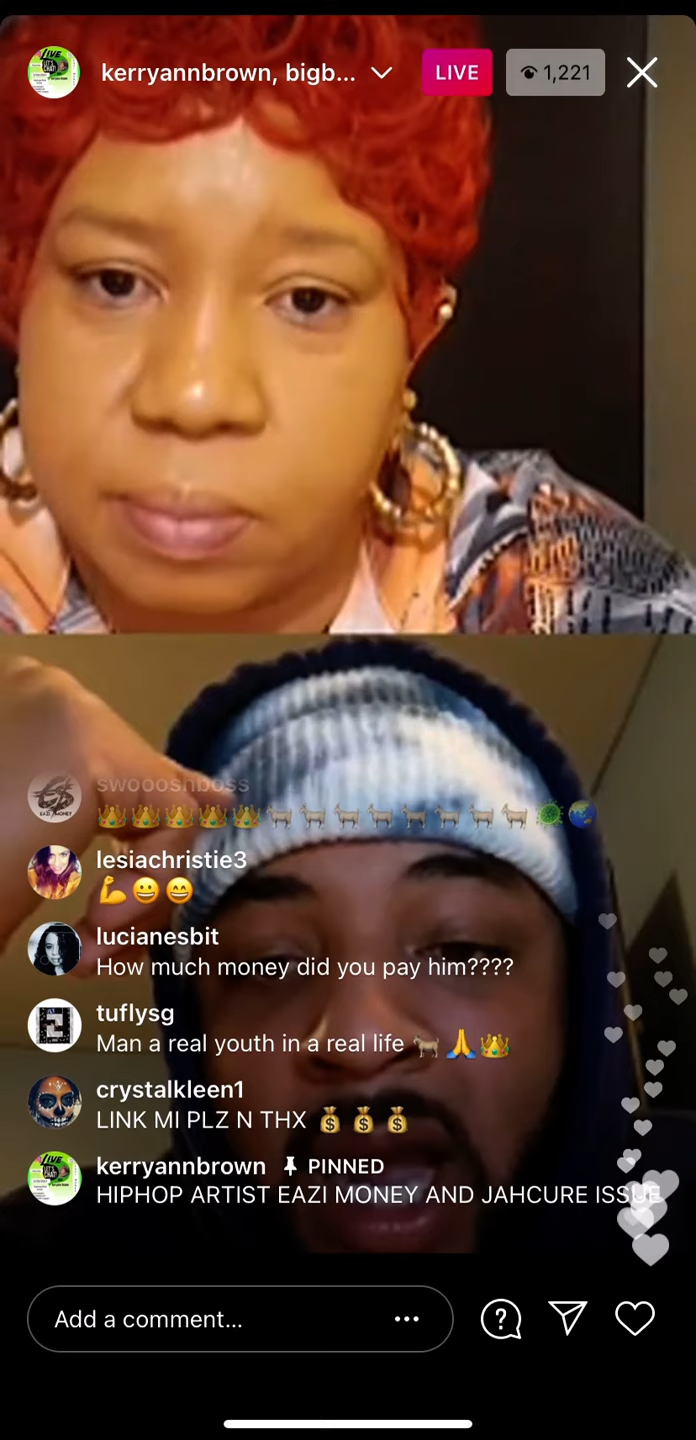 kerryannbrown, bigb...
LIVE
1,221
swoooshboss
👑👑👑👑👑🐐🐐🐐🐐🐐🐐🐐🐐🦠🌏
lesiachristie3
💪😀😄
lucianesbit
How much money did you pay him????
tuflysg
Man a real youth in a real life 🐐🙏👑
crystalkleen1
LINK MI PLZ N THX 💰💰💰
kerryannbrown 📌 PINNED
HIPHOP ARTIST EAZI MONEY AND JAHCURE ISSUE
Add a comment...